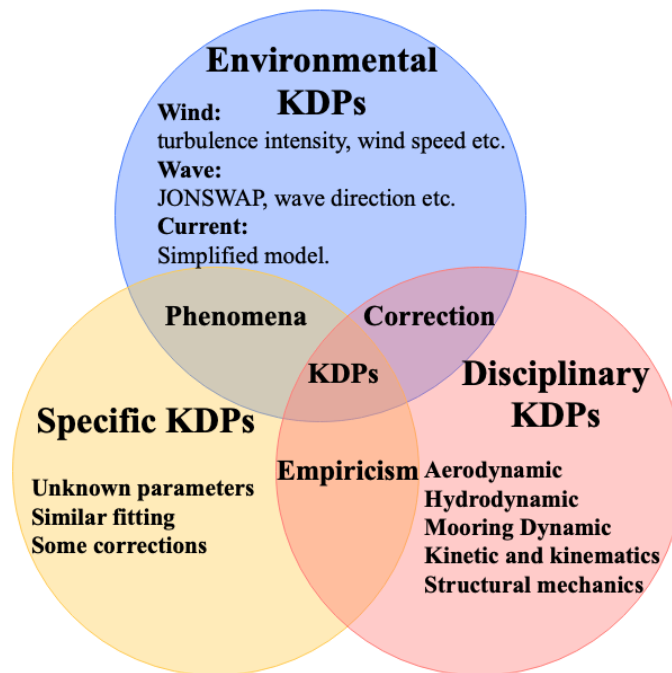 Environmental
KDPs
Wind:
turbulence intensity, wind speed etc.
Wave:
JONSWAP, wave direction etc.
Current:
Simplified model.
Phenomena
Correction
KDPs
Specific KDPs
Unknown parameters
Similar fitting
Some corrections
Empiricism
Disciplinary
KDPs
Aerodynamic
Hydrodynamic
Mooring Dynamic
Kinetic and kinematics
Structural mechanics